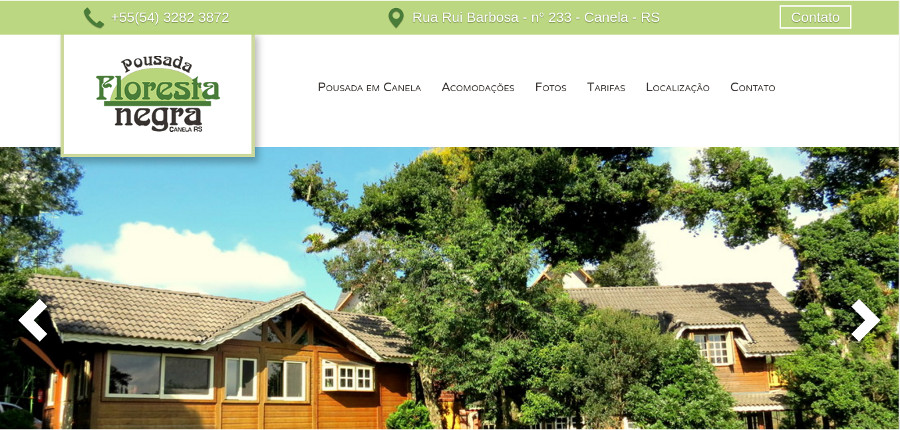 +55(54) 3282 3872
Rua Rui Barbosa - nº 233 - Canela - RS
Contato
Pousada
Floresta
negra
Canela RS
Pousada em Canela Acomodações Fotos Tarifas Localização Contato